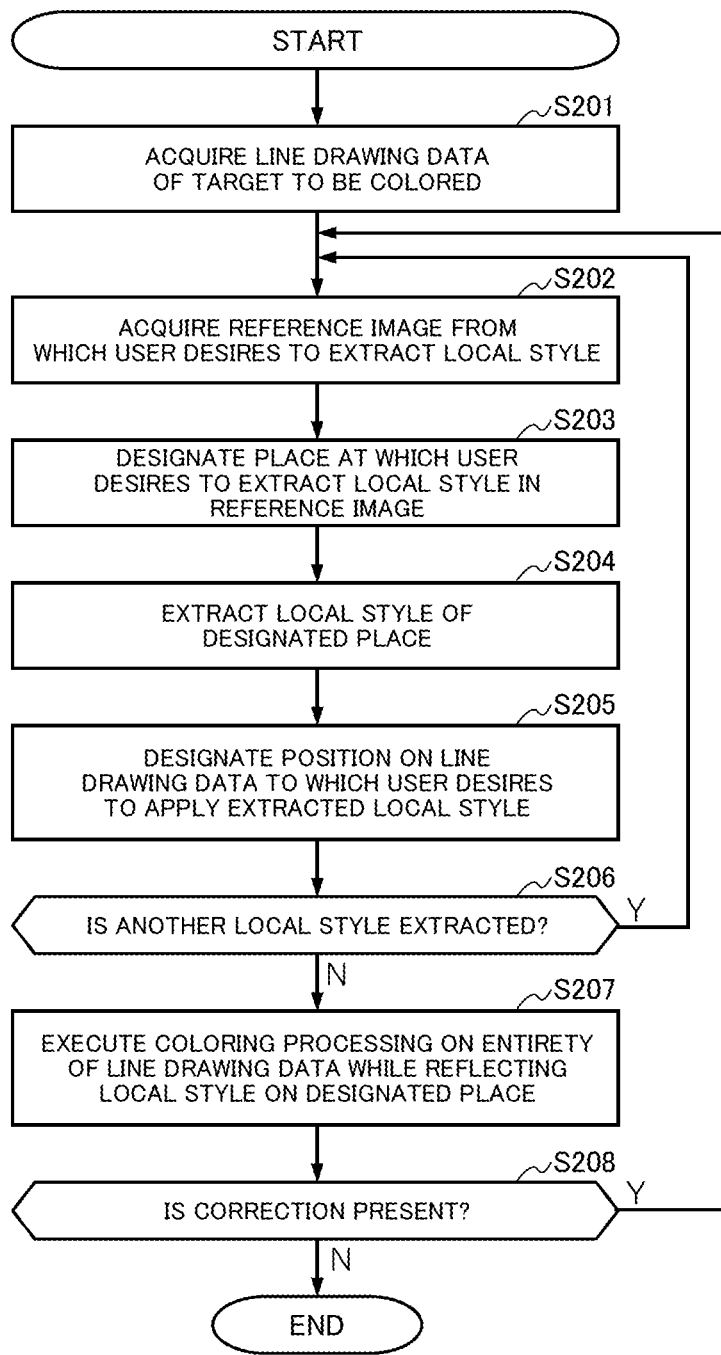 START
S201
ACQUIRE LINE DRAWING DATA
OF TARGET TO BE COLORED
S202
ACQUIRE REFERENCE IMAGE FROM
WHICH USER DESIRES TO EXTRACT LOCAL STYLE
S203
DESIGNATE PLACE AT WHICH USER
DESIRES TO EXTRACT LOCAL STYLE IN
REFERENCE IMAGE
S204
EXTRACT LOCAL STYLE OF
DESIGNATED PLACE
S205
DESIGNATE POSITION ON LINE
DRAWING DATA TO WHICH USER DESIRES
TO APPLY EXTRACTED LOCAL STYLE
S206
IS ANOTHER LOCAL STYLE EXTRACTED?
Y
N
S207
EXECUTE COLORING PROCESSING ON ENTIRETY
OF LINE DRAWING DATA WHILE REFLECTING
LOCAL STYLE ON DESIGNATED PLACE
S208
IS CORRECTION PRESENT?
Y
N
END